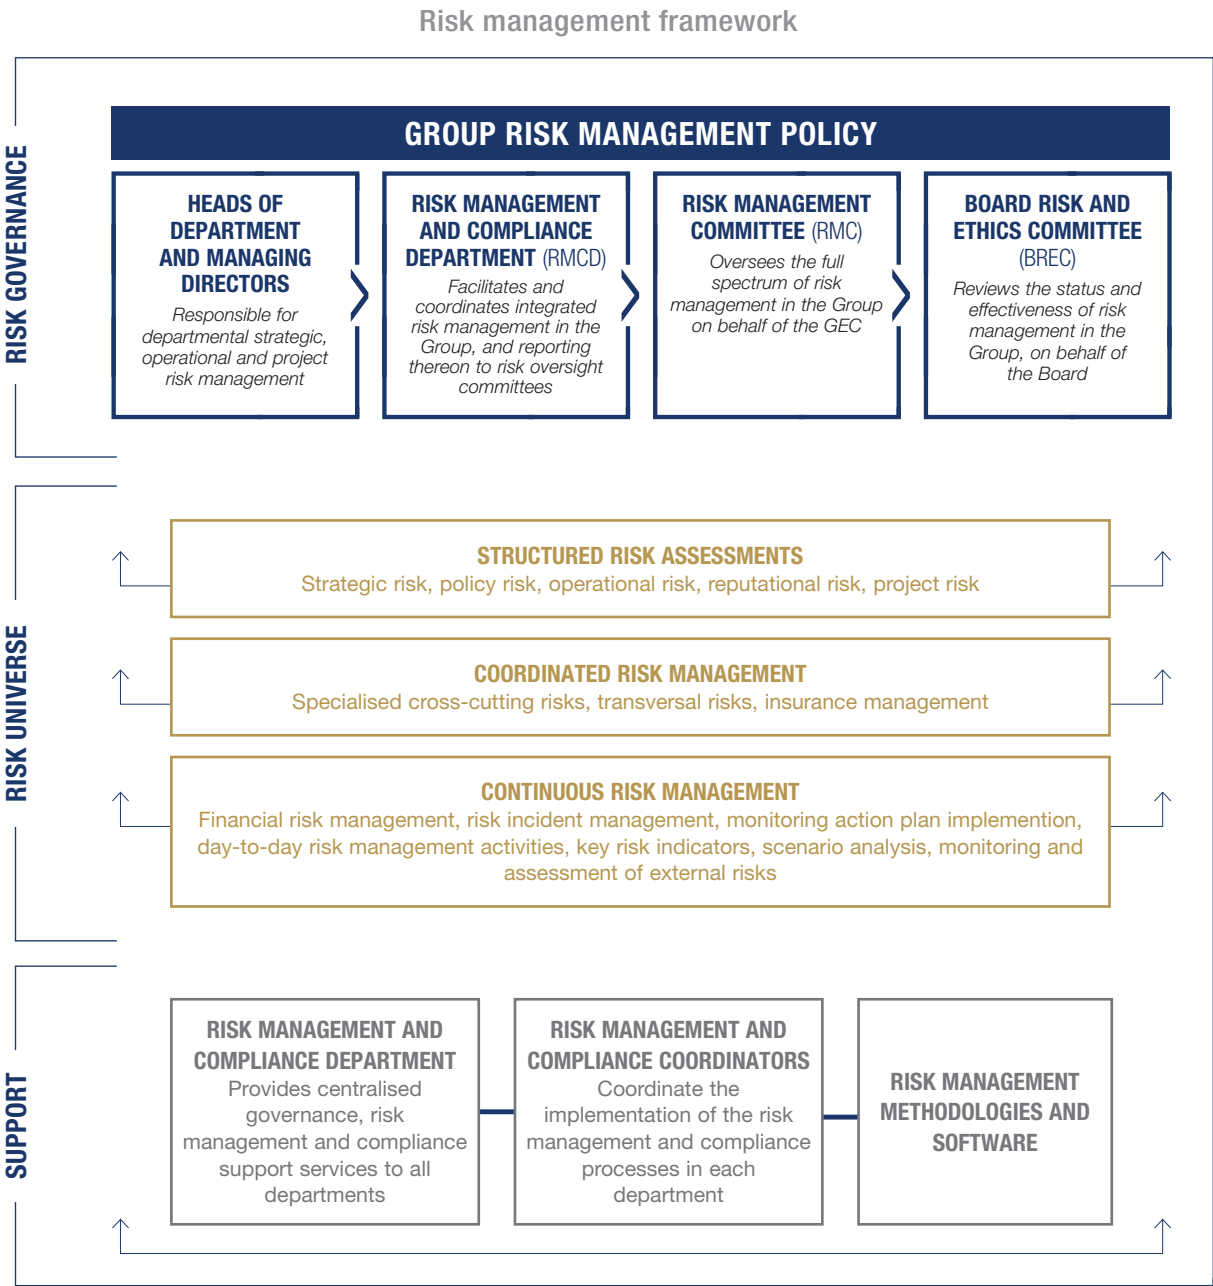 Risk management framework
RISK GOVERNANCE
GROUP RISK MANAGEMENT POLICY
HEADS OF
DEPARTMENT
AND MANAGING
DIRECTORS
Responsible for
departmental strategic,
operational and project
risk management
RISK MANAGEMENT
AND COMPLIANCE
DEPARTMENT (RMCD)
Facilitates and
coordinates integrated
risk management in the
Group, and reporting
thereon to risk oversight
committees
RISK MANAGEMENT
COMMITTEE (RMC)
Oversees the full
spectrum of risk
management in the Group
on behalf of the GEC
BOARD RISK AND
ETHICS COMMITTEE
(BREC)
Reviews the status and
effectiveness of risk
management in the
Group, on behalf of
the Board
RISK UNIVERSE
STRUCTURED RISK ASSESSMENTS
Strategic risk, policy risk, operational risk, reputational risk, project risk
COORDINATED RISK MANAGEMENT
Specialised cross-cutting risks, transversal risks, insurance management
CONTINUOUS RISK MANAGEMENT
Financial risk management, risk incident management, monitoring action plan implemention,
day-to-day risk management activities, key risk indicators, scenario analysis, monitoring and
assessment of external risks
SUPPORT
RISK MANAGEMENT AND
COMPLIANCE DEPARTMENT
Provides centralised
governance, risk
management and compliance
support services to all
departments
RISK MANAGEMENT AND
COMPLIANCE COORDINATORS
Coordinate the
implementation of the risk
management and compliance
processes in each
department
RISK MANAGEMENT
METHODOLOGIES AND
SOFTWARE